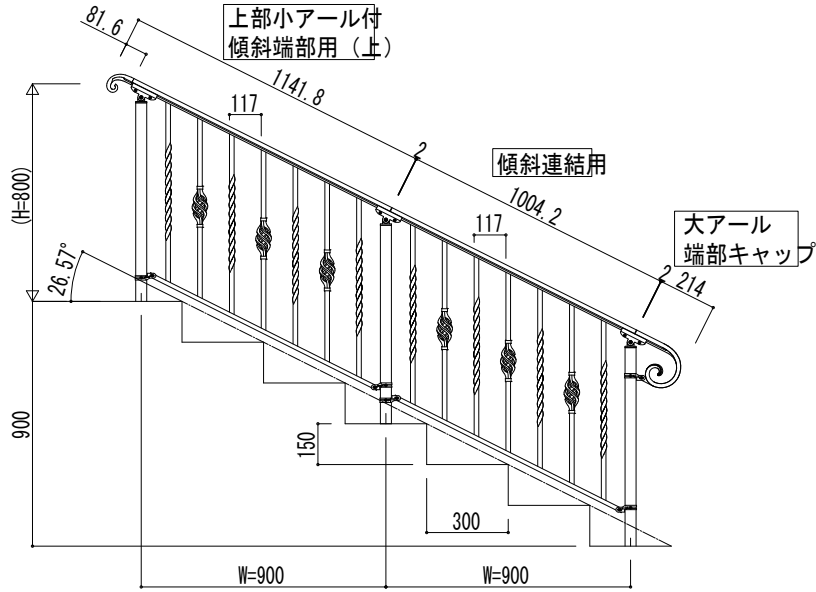 上部小アール付
傾斜端部用（上）
81.6
1141.8
117
2
傾斜連結用
1004.2
117
大アール
端部キャップ
2
214
(H=800)
26.57°
900
150
300
W=900
W=900